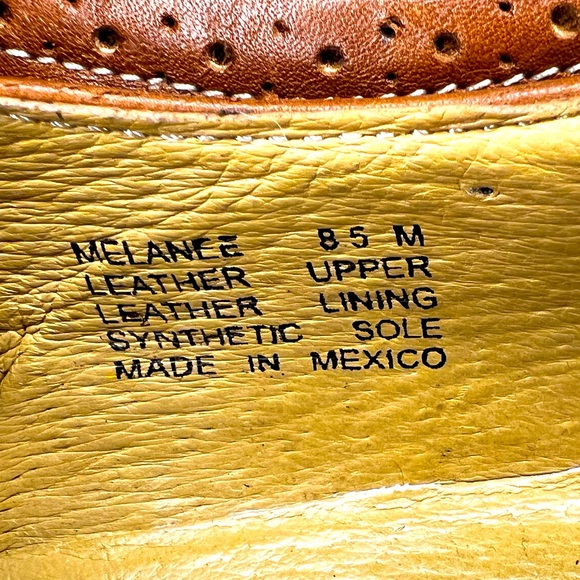 MELANEE 8 5 M
LEATHER UPPER
LEATHER LINING
SYNTHETIC SOLE
MADE IN MEXICO